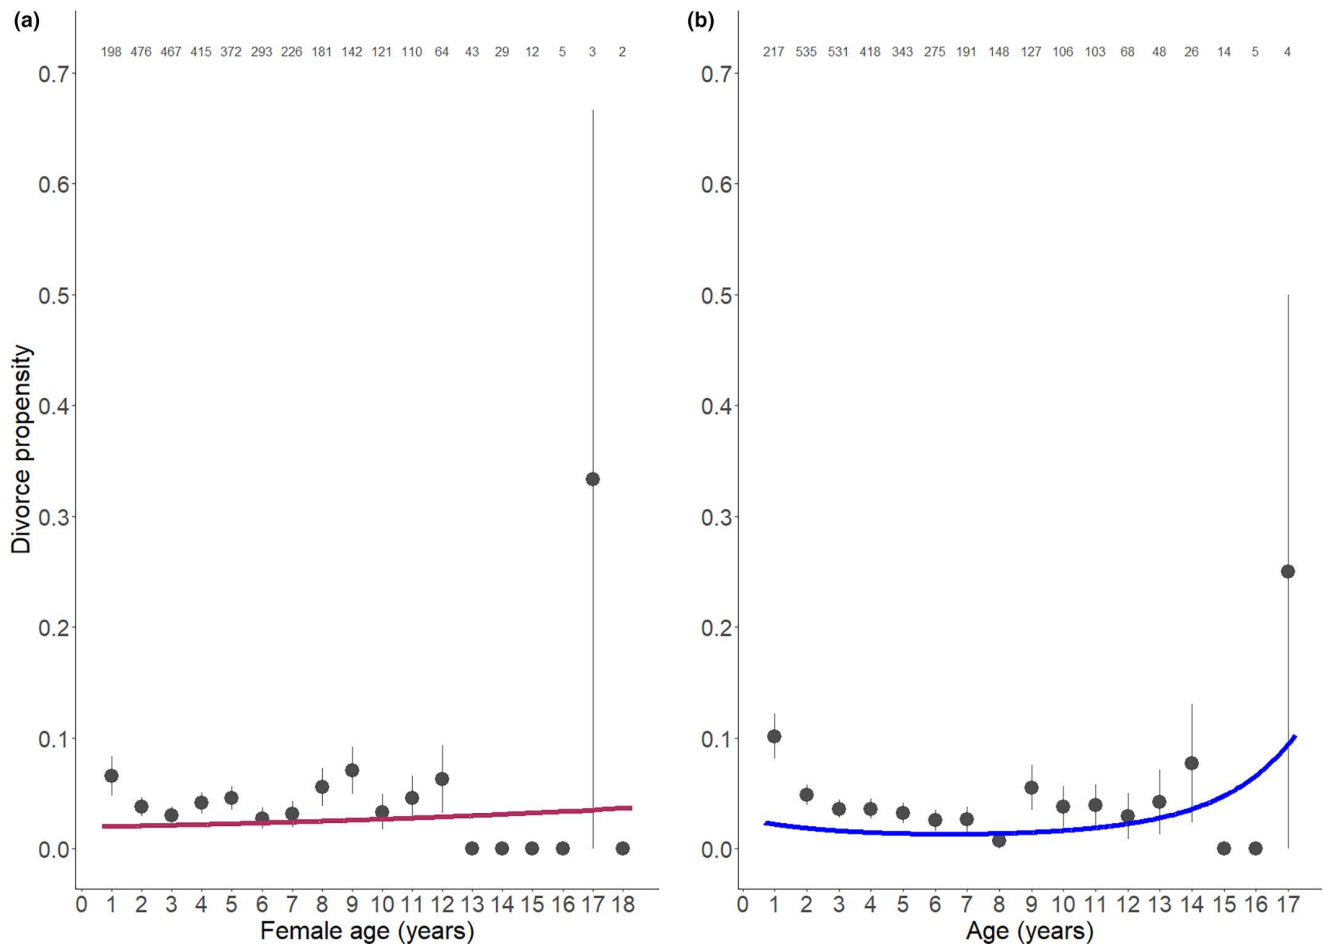 (a)
198 476 467 415 372 293 226 181 142 121 110 64 43 29 12 5 3 2
0.7
0.6
0.5
0.4
0.3
0.2
0.1
0.0
Divorce propensity
0 1 2 3 4 5 6 7 8 9 10 11 12 13 14 15 16 17 18
Female age (years)
(b)
217 535 531 418 343 275 191 148 127 106 103 68 48 26 14 5 4
0.7
0.6
0.5
0.4
0.3
0.2
0.1
0.0
0 1 2 3 4 5 6 7 8 9 10 11 12 13 14 15 16 17
Age (years)